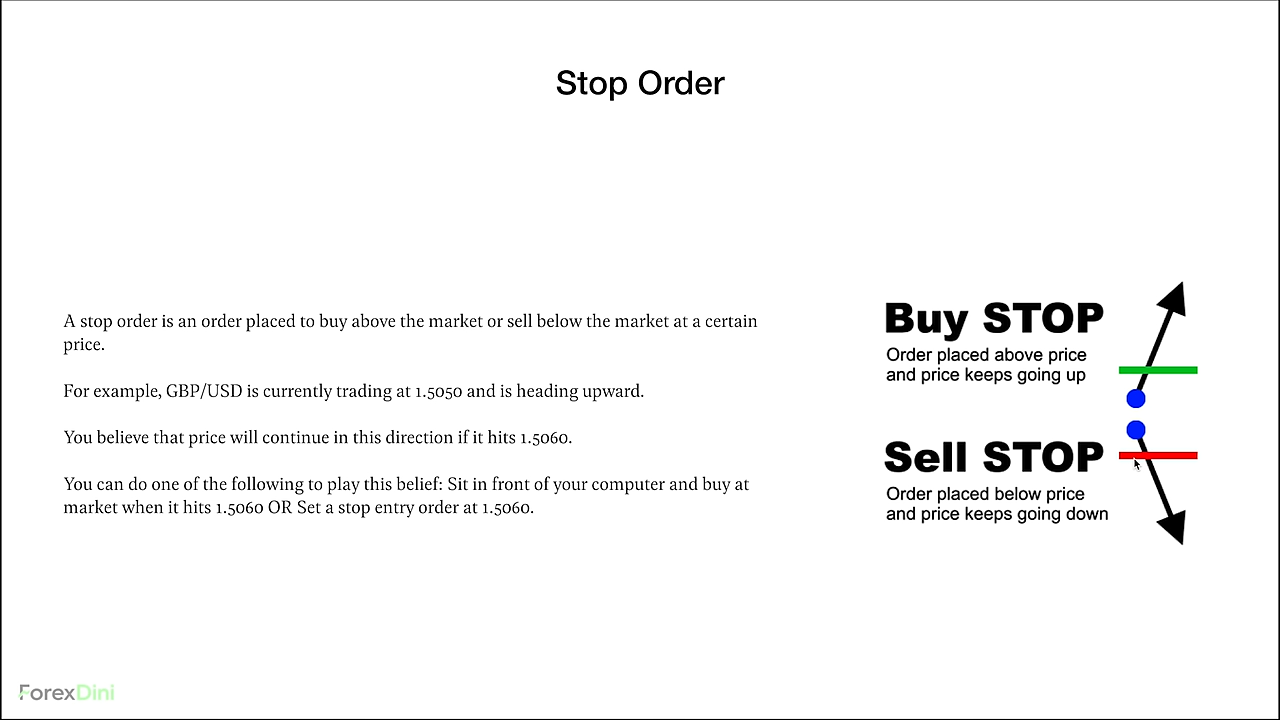 Stop Order
A stop order is an order placed to buy above the market or sell below the market at a certain
price.
For example, GBP/USD is currently trading at 1.5050 and is heading upward.
You believe that price will continue in this direction if it hits 1.5060.
You can do one of the following to play this belief: Sit in front of your computer and buy at
market when it hits 1.5060 OR Set a stop entry order at 1.5060.
Buy STOP
Order placed above price
and price keeps going up
Sell STOP
Order placed below price
and price keeps going down
ForexDini